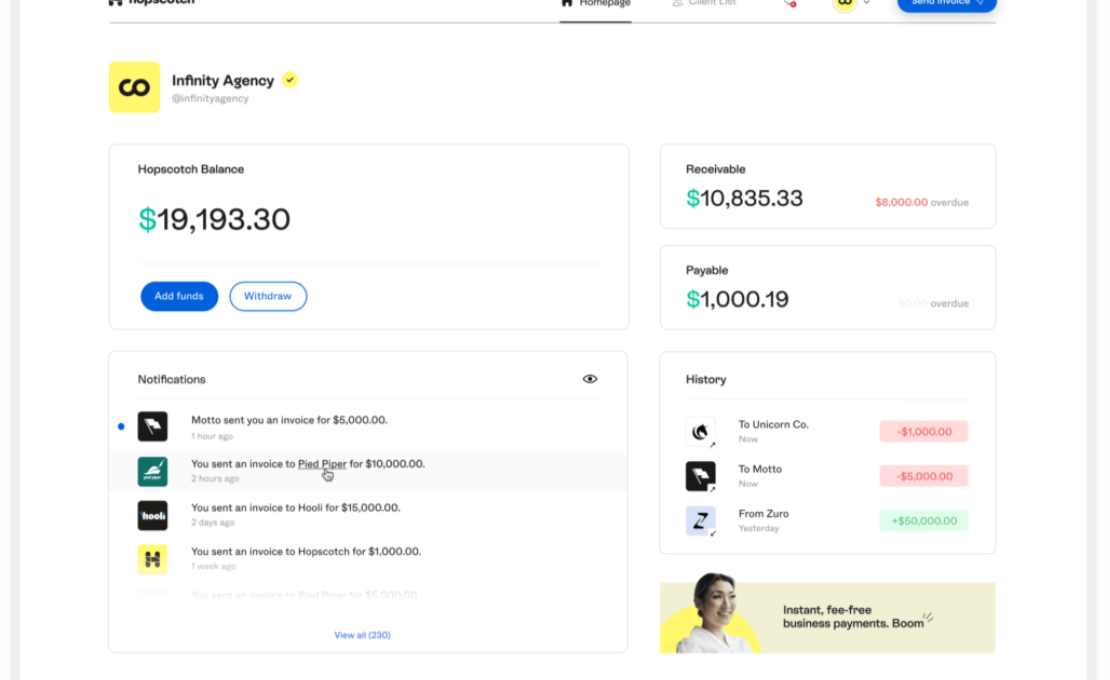 hopscotch
Homepage
Client List
Send invoice
Infinity Agency
@infinityagency
Hopscotch Balance
$19,193.30
Add funds
Withdraw
Receivable
$10,835.33
$8,000.00 overdue
Payable
$1,000.19
$0.00 overdue
Notifications
Motto sent you an invoice for $5,000.00.
1 hour ago
You sent an invoice to Pied Piper for $10,000.00.
2 hours ago
You sent an invoice to Hooli for $15,000.00.
2 days ago
You sent an invoice to Hopscotch for $1,000.00.
1 week ago
You sent an invoice to Pied Piper for $5,000.00.
View all (230)
pied piper
hooli
History
To Unicorn Co.
Now
-$1,000.00
To Motto
Now
-$5,000.00
From Zuro
Yesterday
+$50,000.00
Instant, fee-free
business payments. Boom